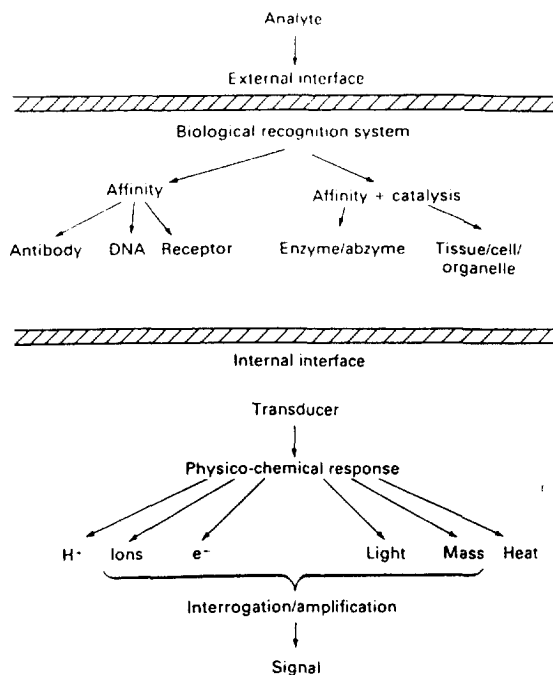 Analyte
External interface
Biological recognition system
Affinity
Affinity + catalysis
Antibody DNA Receptor Enzyme/abzyme Tissue/cell/
organelle
Internal interface
Transducer
Physico-chemical response
H⁺ Ions e⁻ Light Mass Heat
Interrogation/amplification
Signal